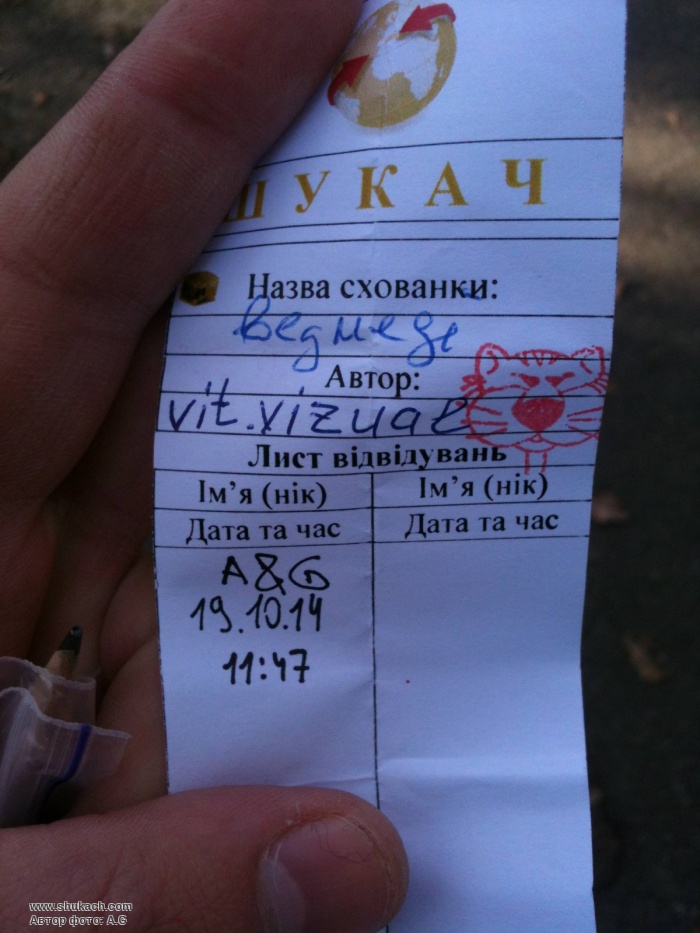 ШУКАЧ
Назва схованки:
ведмеді
Автор:
vit.vizual
Лист відвідувань
Ім’я (нік) Ім’я (нік)
Дата та час Дата та час
A&G
19.10.14
11:47
www.shukach.com
Автор фото: A.G